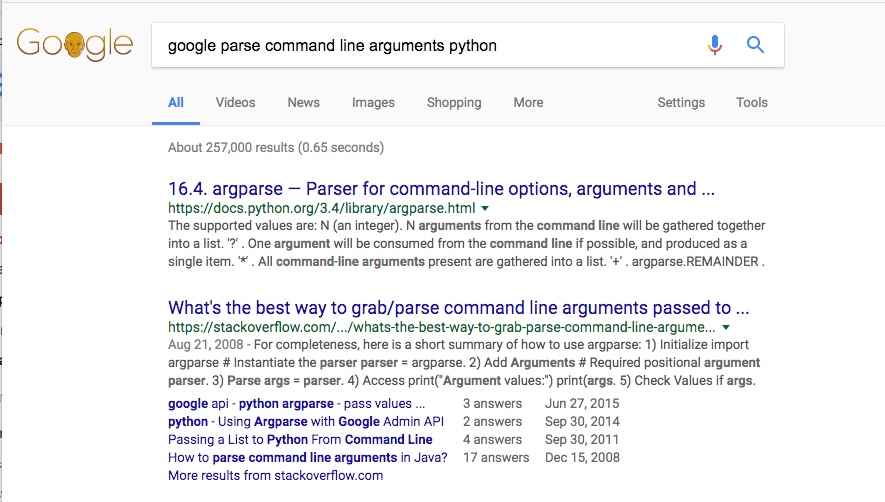 Google
google parse command line arguments python
All Videos News Images Shopping More Settings Tools
About 257,000 results (0.65 seconds)
16.4. argparse — Parser for command-line options, arguments and ...
https://docs.python.org/3.4/library/argparse.html
The supported values are: N (an integer). N arguments from the command line will be gathered together
into a list. '?' . One argument will be consumed from the command line if possible, and produced as a
single item. '*' . All command-line arguments present are gathered into a list. '+' . argparse.REMAINDER .
What's the best way to grab/parse command line arguments passed to ...
https://stackoverflow.com/.../whats-the-best-way-to-grab-parse-command-line-argume...
Aug 21, 2008 - For completeness, here is a short summary of how to use argparse: 1) Initialize import
argparse # Instantiate the parser parser = argparse. 2) Add Arguments # Required positional argument
parser. 3) Parse args = parser. 4) Access print("Argument values:") print(args. 5) Check Values if args.
google api - python argparse - pass values ... 3 answers Jun 27, 2015
python - Using Argparse with Google Admin API 2 answers Sep 30, 2014
Passing a List to Python From Command Line 4 answers Sep 30, 2011
How to parse command line arguments in Java? 17 answers Dec 15, 2008
More results from stackoverflow.com